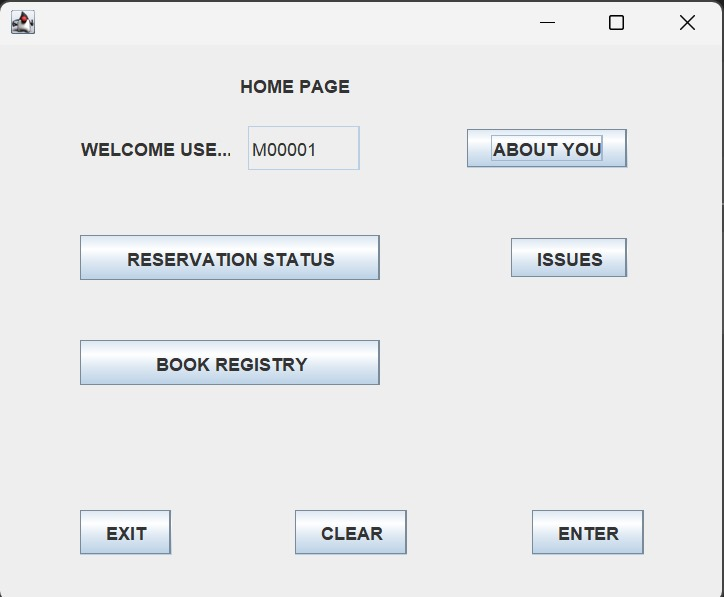 HOME PAGE
WELCOME USE... M00001 ABOUT YOU
RESERVATION STATUS ISSUES
BOOK REGISTRY
EXIT CLEAR ENTER